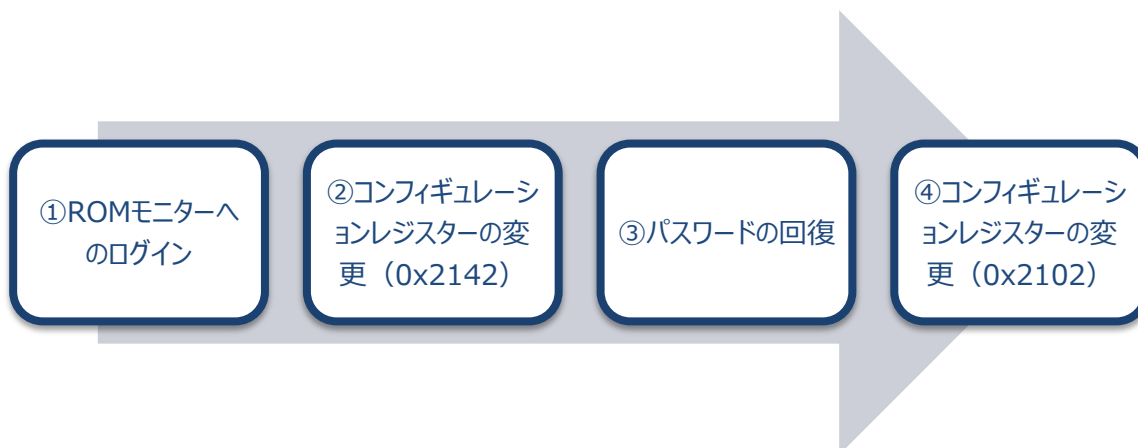 ①ROMモニターへ
のログイン
②コンフィギュレーシ
ョンレジスターの変
更（0x2142）
③パスワードの回復
④コンフィギュレーシ
ョンレジスターの変
更（0x2102）